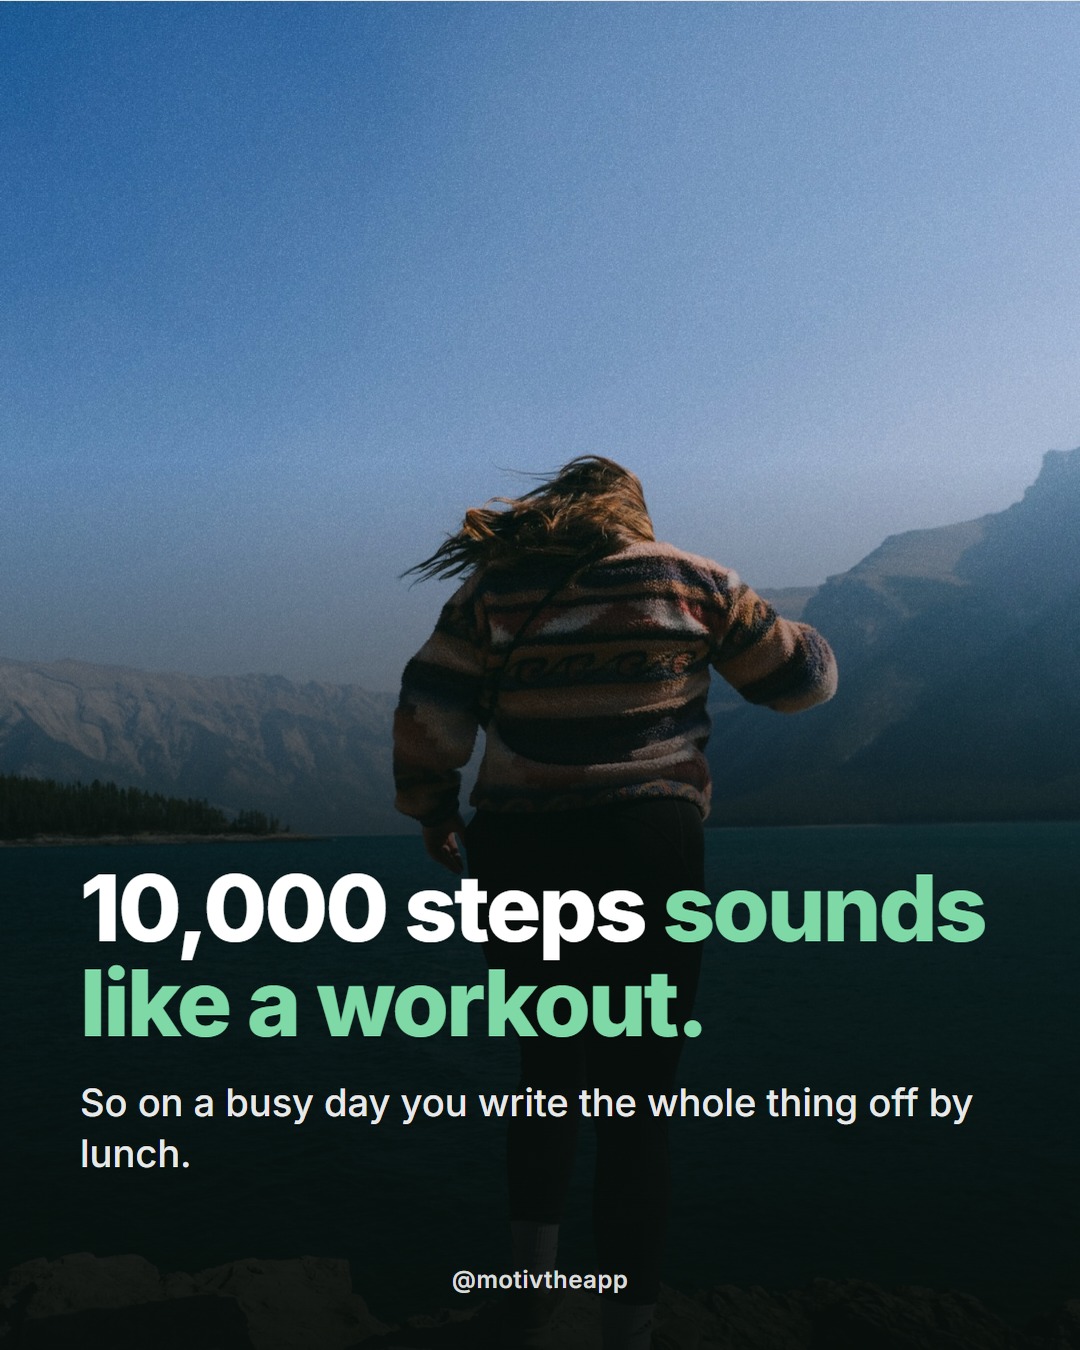 10,000 steps sounds
like a workout.
So on a busy day you write the whole thing off by
lunch.
@motivtheapp